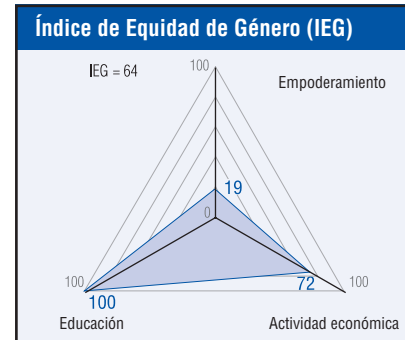 Índice de Equidad de Género (IEG)
IEG = 64
100
Empoderamiento
19
0
100
100
72
100
Educación
Actividad económica